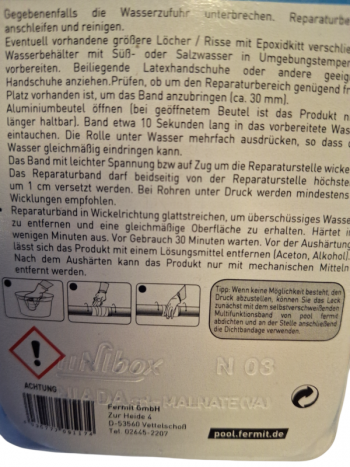 Gegebenenfalls die Wasserzufuhr unterbrechen. Reparaturbe
anschleifen und reinigen.
Eventuell vorhandene größere Löcher / Risse mit Epoxidkitt verschlie
Wasserbehälter mit Süß- oder Salzwasser in Umgebungstemper
vorbereiten. Beiliegende Latexhandschuhe oder andere geeig
Handschuhe anziehen.Prüfen, ob um den Reparaturbereich genügend fr
Platz vorhanden ist, um das Band anzubringen (ca. 30 mm).
Aluminiumbeutel öffnen (bei geöffnetem Beutel ist das Produkt n
länger haltbar). Band etwa 10 Sekunden lang in das vorbereitete Wass
eintauchen. Die Rolle unter Wasser mehrfach ausdrücken, so dass d
Wasser gleichmäßig eindringen kann.
Das Band mit leichter Spannung bzw auf Zug um die Reparaturstelle wicke
Das Reparaturband darf beidseitig von der Reparaturstelle höchste
um 1 cm versetzt werden. Bei Rohren unter Druck werden mindestens
Wicklungen empfohlen.
Reparaturband in Wickelrichtung glattstreichen, um überschüssiges Wasse
zu entfernen und eine gleichmäßige Oberfläche zu erhalten. Härtet i
wenigen Minuten aus. Vor Gebrauch 30 Minuten warten. Vor der Aushärtung
lässt sich das Produkt mit einem Lösungsmittel entfernen (Aceton, Alkohol).
Nach dem Aushärten kann das Produkt nur mit mechanischen Mitteln
entfernt werden.
Tipp: Wenn keine Möglichkeit besteht, den
Druck abzustellen, können Sie das Leck
zunächst mit dem selbstverschweißenden
Multifunktionsband von pool fermit
abdichten und an der Stelle anschließend
die Dichtbandage verwenden.
N 03
ACHTUNG
MALNATE(VA)
Fermit GmbH
Zur Heide 4
D-53560 Vettelschoß
Tel. 02645-2207
pool.fermit.de